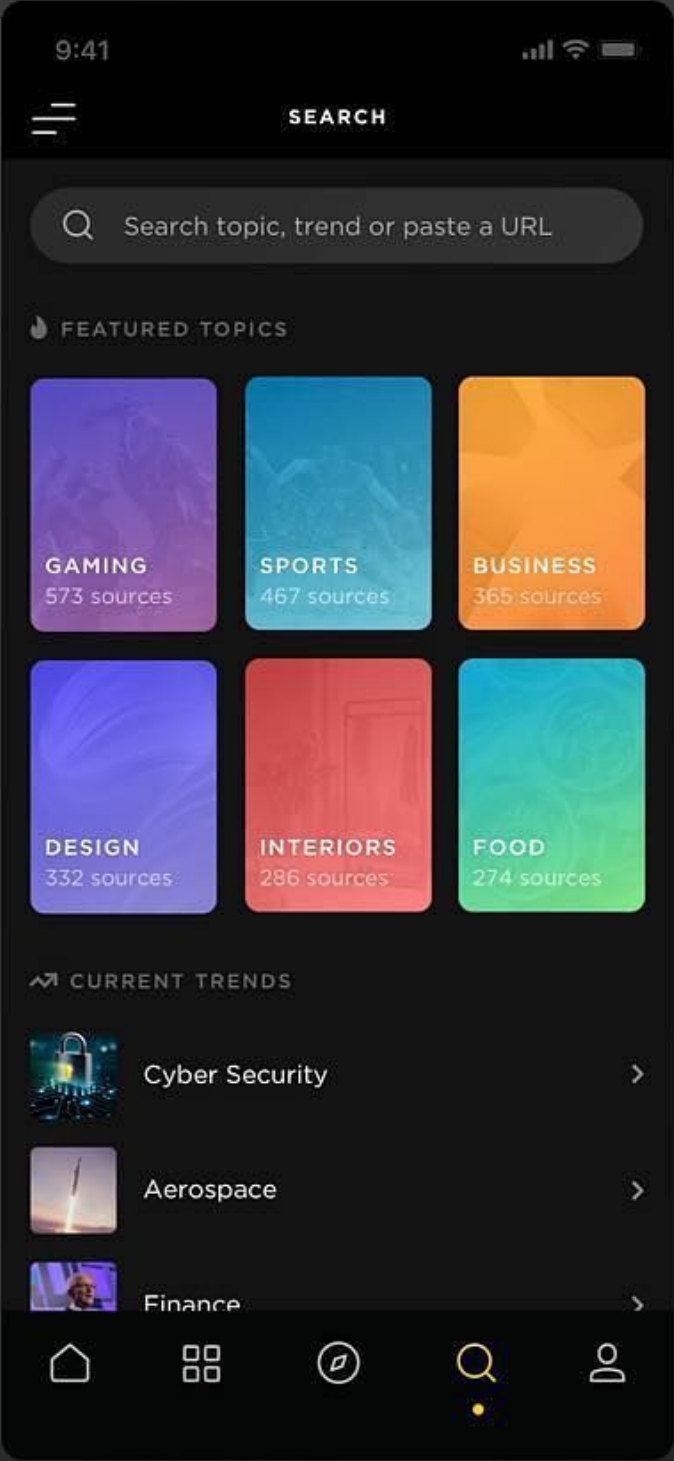 9:41
SEARCH
Search topic, trend or paste a URL
FEATURED TOPICS
GAMING
573 sources
SPORTS
467 sources
BUSINESS
365 sources
DESIGN
332 sources
INTERIORS
286 sources
FOOD
274 sources
CURRENT TRENDS
Cyber Security
Aerospace
Finance